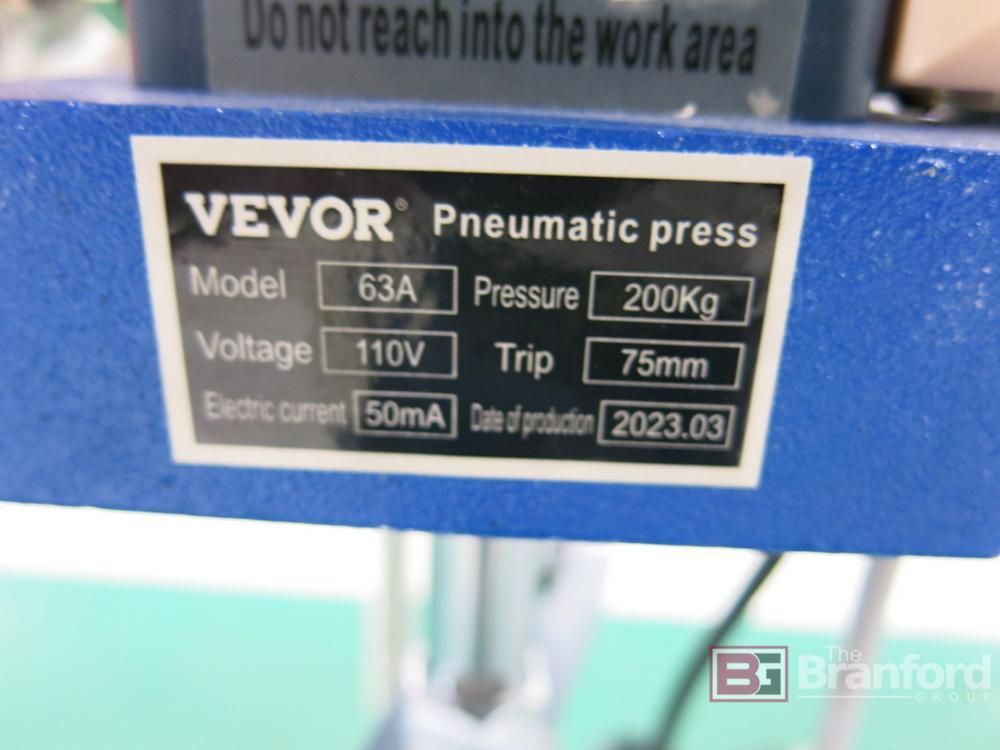 Do not reach into the work area
VEVOR® Pneumatic press
Model 63A Pressure 200Kg
Voltage 110V Trip 75mm
Electric current 50mA Date of production 2023.03
BG The Branford GROUP